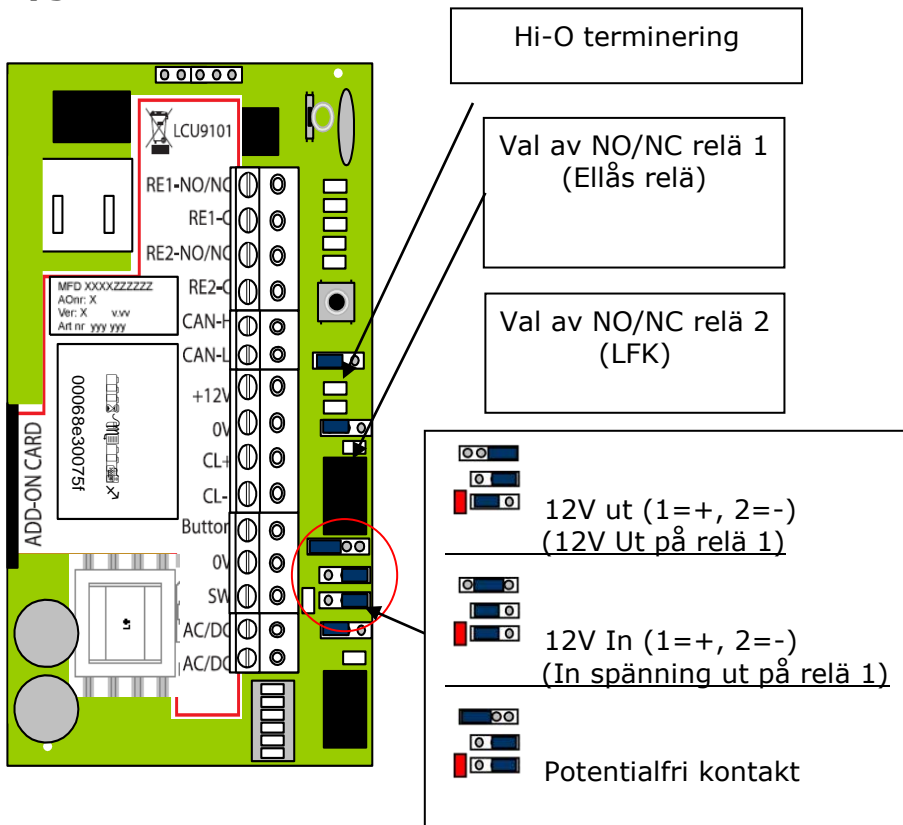 Hi-O terminering
Val av NO/NC relä 1
(Ellås relä)
Val av NO/NC relä 2
(LFK)
LCU9101
RE1-NO/NC
RE1-C
RE2-NO/NC
RE2-C
CAN-H
CAN-L
+12V
0V
CL+
CL-
Button
0V
SW
AC/DC
AC/DC
MFD XXXXZZZZZZ
AOnr: X
Ver: X v.vv
Art nr yyy yyy
00068e30075f
ADD-ON CARD
12V ut (1=+, 2=-)
(12V Ut på relä 1)
12V In (1=+, 2=-)
(In spänning ut på relä 1)
Potentialfri kontakt